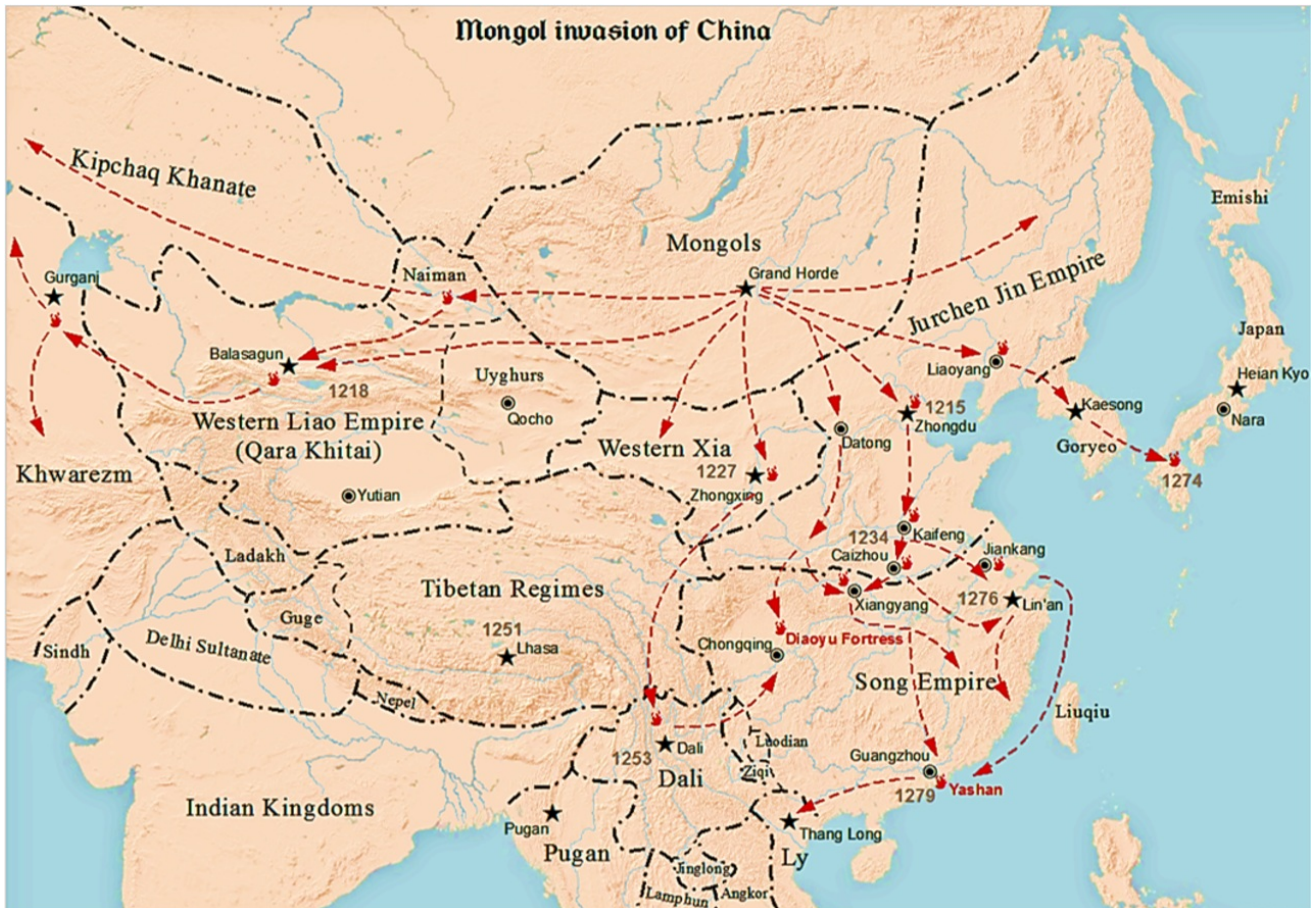 Mongol invasion of China
Kipchaq Khanate
Emishi
Mongols
Naiman
Grand Horde
Gurganj
Jurchen Jin Empire
Japan
Balasagun
Liaoyang
Heian Kyo
1218
Uyghurs
Qocho
1215
Zhongdu
Kaesong
Nara
Western Liao Empire
(Qara Khitai)
Datong
Western Xia
Goryeo
Khwarezm
1227
Zhongxing
1274
Yutian
1234
Kaifeng
Ladakh
Caizhou
Jiankang
Tibetan Regimes
Xiangyang
1276
Lin'an
Guge
1251
Lhasa
Diaoyu Fortress
Chongqing
Sindh
Delhi Sultanate
Song Empire
Nepel
Liuqiu
Dali
1253
Luodian
Guangzhou
Ziqi
Dali
1279
Yashan
Indian Kingdoms
Pugan
Thang Long
Pugan
Ly
Jinglong
Lamphun
Angkor